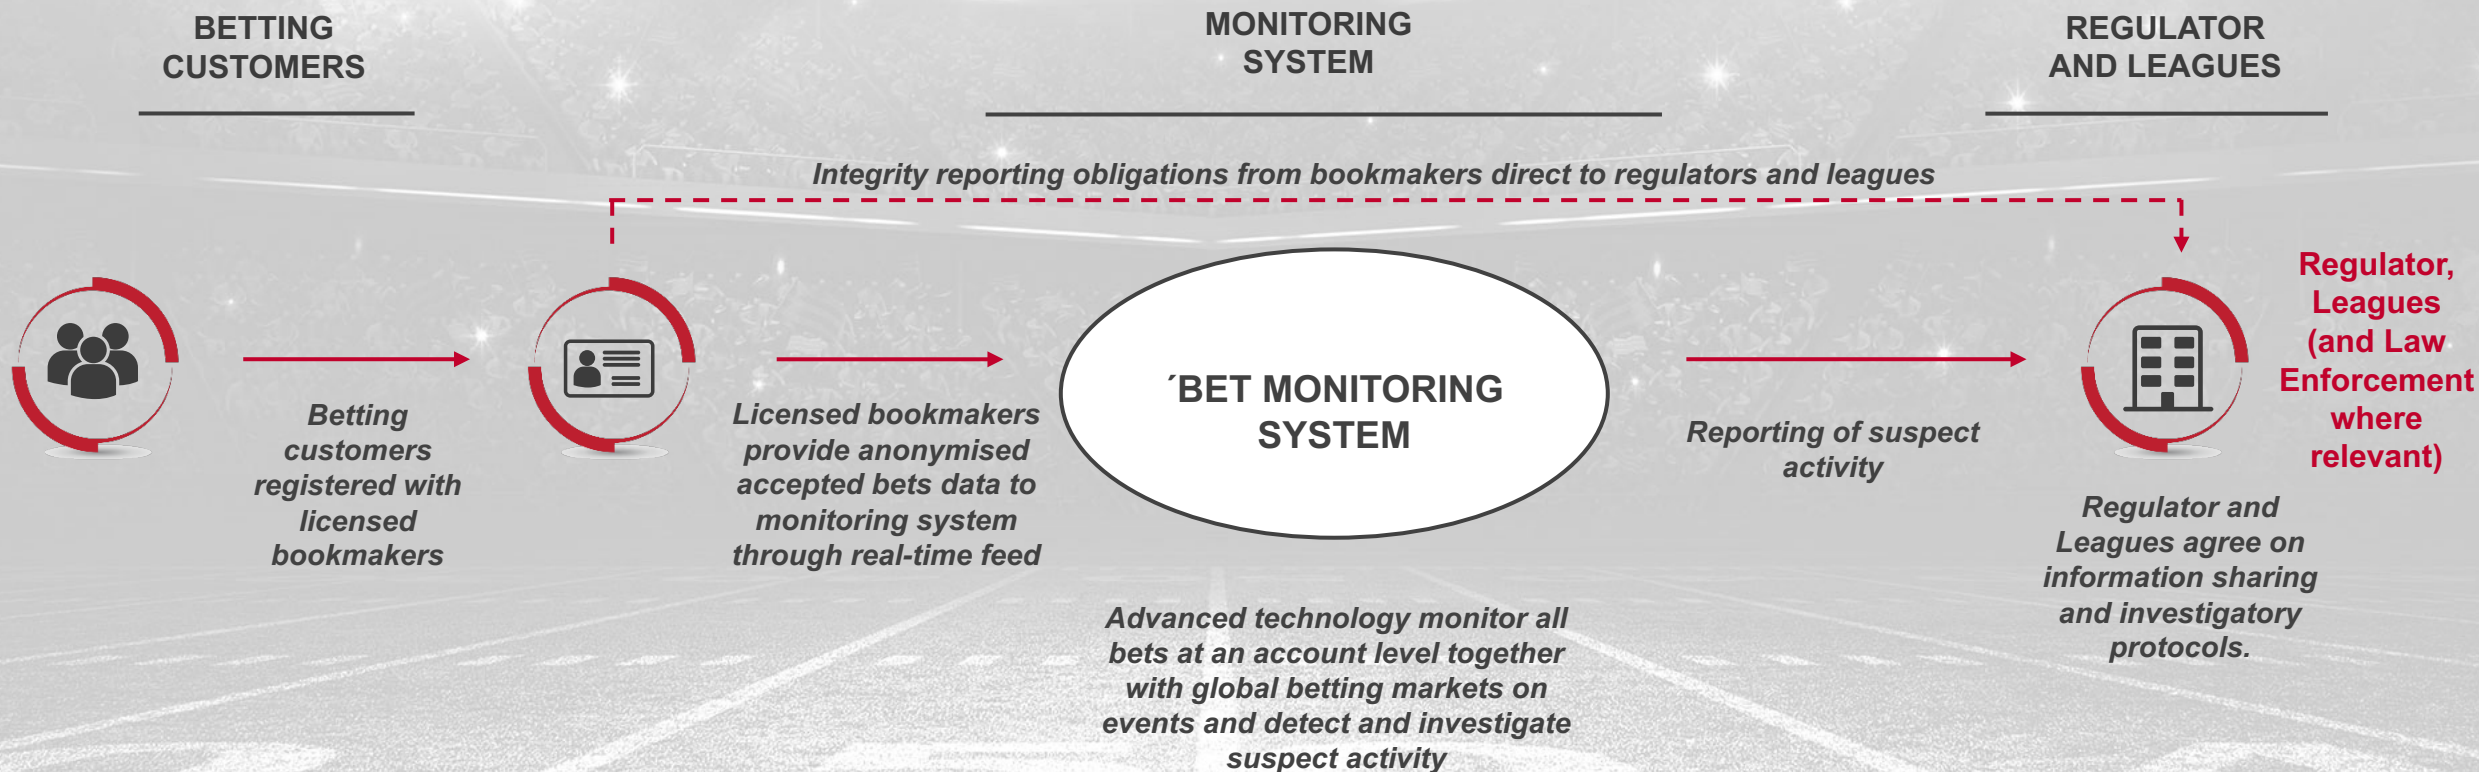 BETTING
CUSTOMERS
MONITORING
SYSTEM
REGULATOR
AND LEAGUES
Integrity reporting obligations from bookmakers direct to regulators and leagues
Betting
customers
registered with
licensed
bookmakers
Licensed bookmakers
provide anonymised
accepted bets data to
monitoring system
through real-time feed
´BET MONITORING
SYSTEM
Advanced technology monitor all
bets at an account level together
with global betting markets on
events and detect and investigate
suspect activity
Reporting of suspect
activity
Regulator,
Leagues
(and Law
Enforcement
where
relevant)
Regulator and
Leagues agree on
information sharing
and investigatory
protocols.